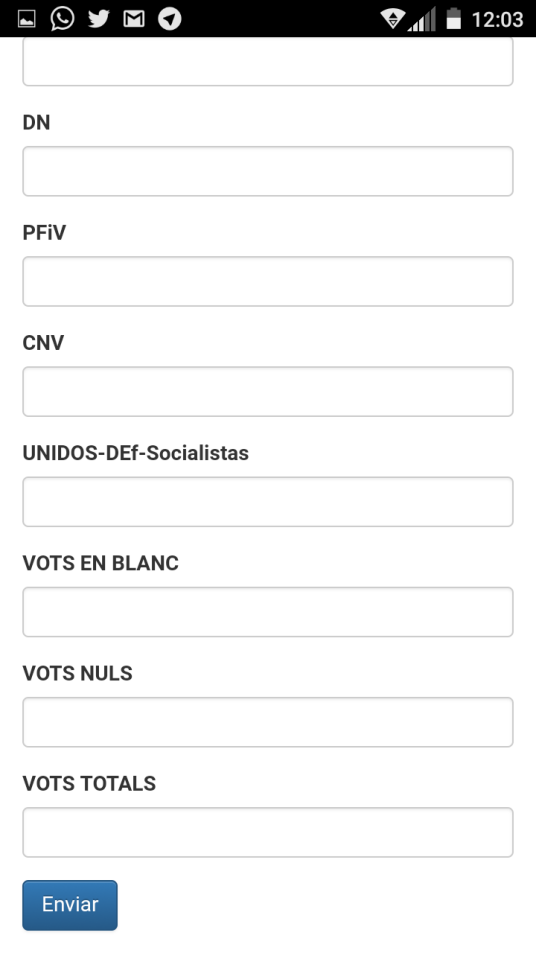 12:03
DN
PFiV
CNV
UNIDOS-DEf-Socialistas
VOTS EN BLANC
VOTS NULS
VOTS TOTALS
Enviar